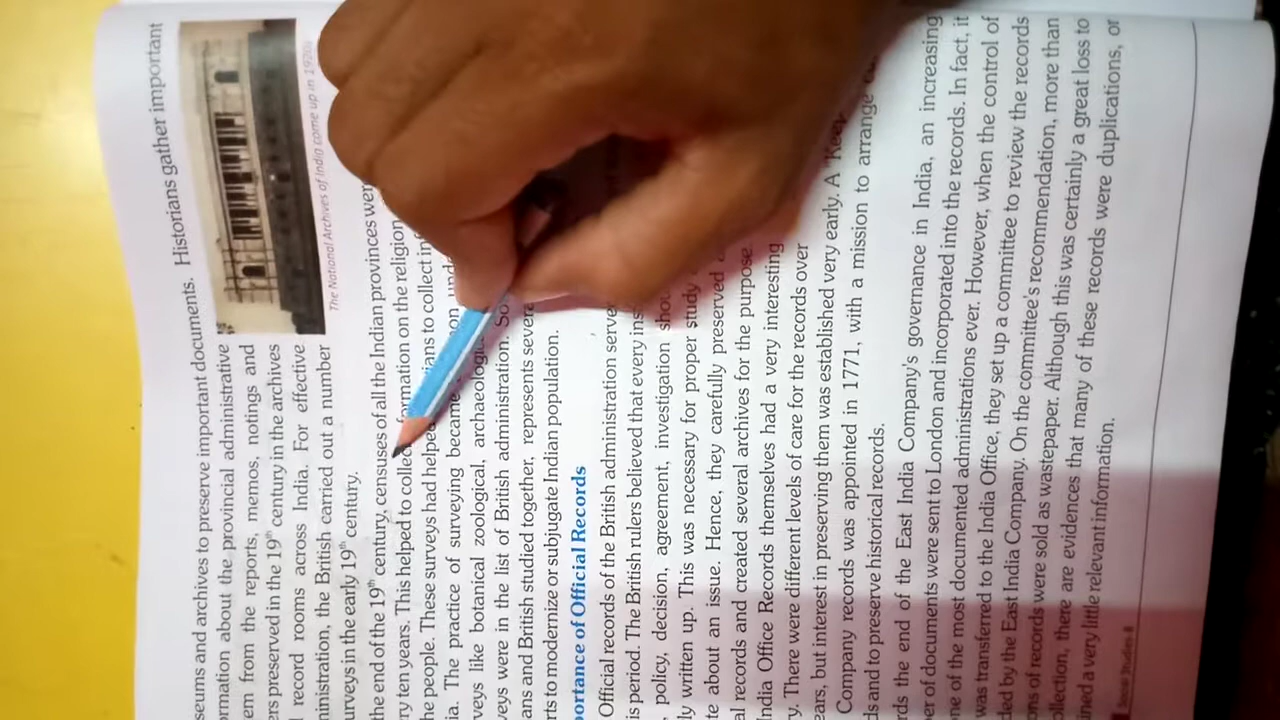 seums and archives to preserve important documents. Historians gather important
ormation about the provincial administrative
em from the reports, memos, notings and
ers preserved in the 19th century in the archives
d record rooms across India. For effective
ministration, the British carried out a number
urveys in the early 19th century.
The National Archives of India come up in 1920s
the end of the 19th century, censuses of all the Indian provinces wer
ry ten years. This helped to collect formation on the religion
he people. These surveys had helped ians to collect in
ia. The practice of surveying became on und
veys like botanical, zoological, archaeologi
veys were in the list of British administration. So
ans and British studied together, represents severa
rts to modernize or subjugate Indian population.
portance of Official Records
Official records of the British administration serve
is period. The British rulers believed that every ins
, policy, decision, agreement, investigation shou
ly written up. This was necessary for proper study
te about an issue. Hence, they carefully preserved
al records and created several archives for the purpose.
India Office Records themselves had a very interesting
y. There were different levels of care for the records over
ears, but interest in preserving them was established very early. A 'Keep
Company records was appointed in 1771, with a mission to arrange
ds and to preserve historical records.
rds the end of the East India Company's governance in India, an increasing
er of documents were sent to London and incorporated into the records. In fact, it
ne of the most documented administrations ever. However, when the control of
was transferred to the India Office, they set up a committee to review the records
ded by the East India Company. On the committee's recommendation, more than
ons of records were sold as wastepaper. Although this was certainly a great loss to
ollection, there are evidences that many of these records were duplications, or
ined a very little relevant information.